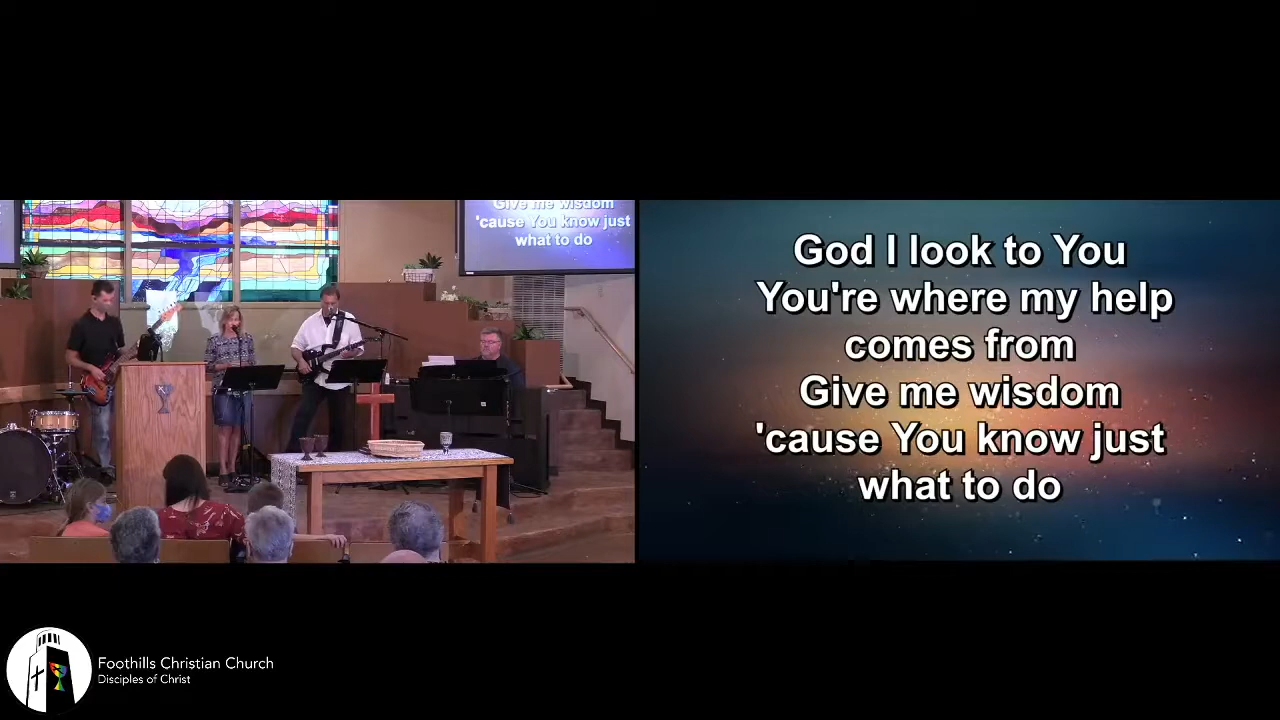 Give me wisdom
'cause You know just
what to do
God I look to You
You're where my help
comes from
Give me wisdom
'cause You know just
what to do
Foothills Christian Church
Disciples of Christ